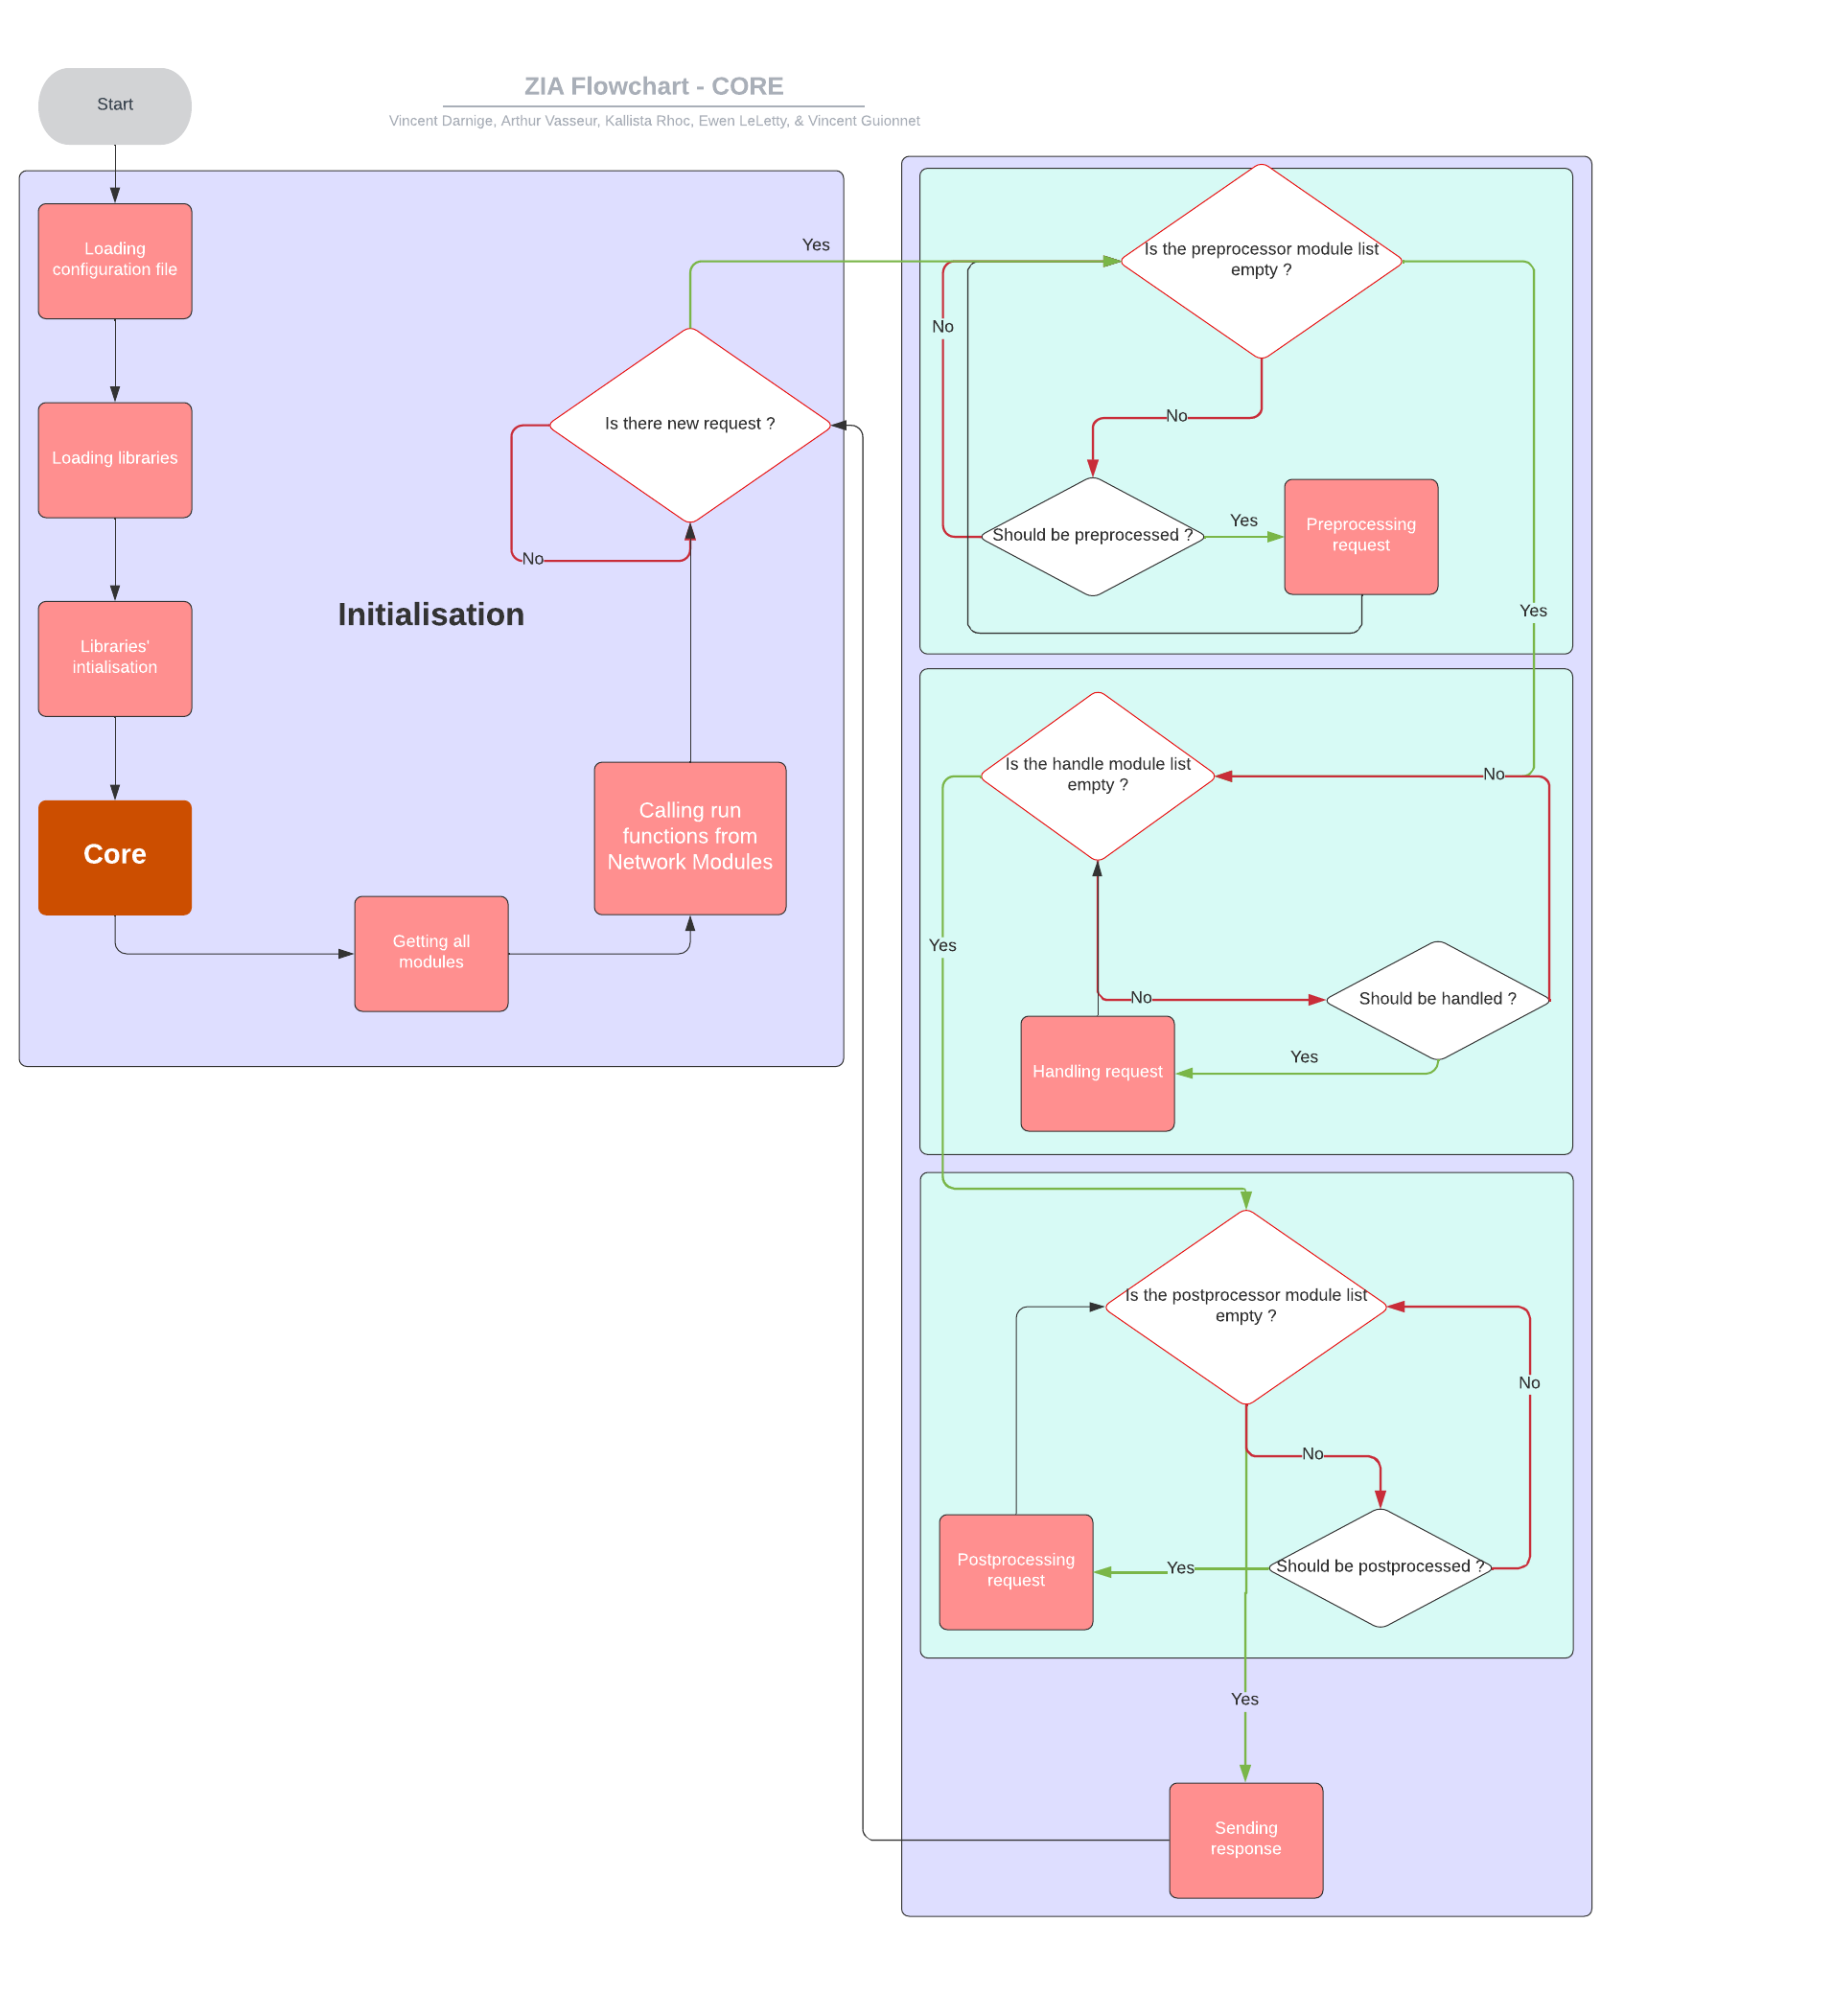 Start
ZIA Flowchart - CORE
Vincent Darnige, Arthur Vasseur, Kallista Rhoc, Ewen LeLetty, & Vincent Guionnet
Loading
configuration file
Loading libraries
Libraries'
intialisation
Core
Getting all
modules
Calling run
functions from
Network Modules
Initialisation
Is there new request ?
No
Yes
Is the preprocessor module list
empty ?
No
No
Should be preprocessed ?
Yes
Preprocessing
request
Yes
Is the handle module list
empty ?
No
Yes
No
Should be handled ?
Yes
Handling request
Is the postprocessor module list
empty ?
No
No
Should be postprocessed ?
Yes
Postprocessing
request
Yes
Sending
response